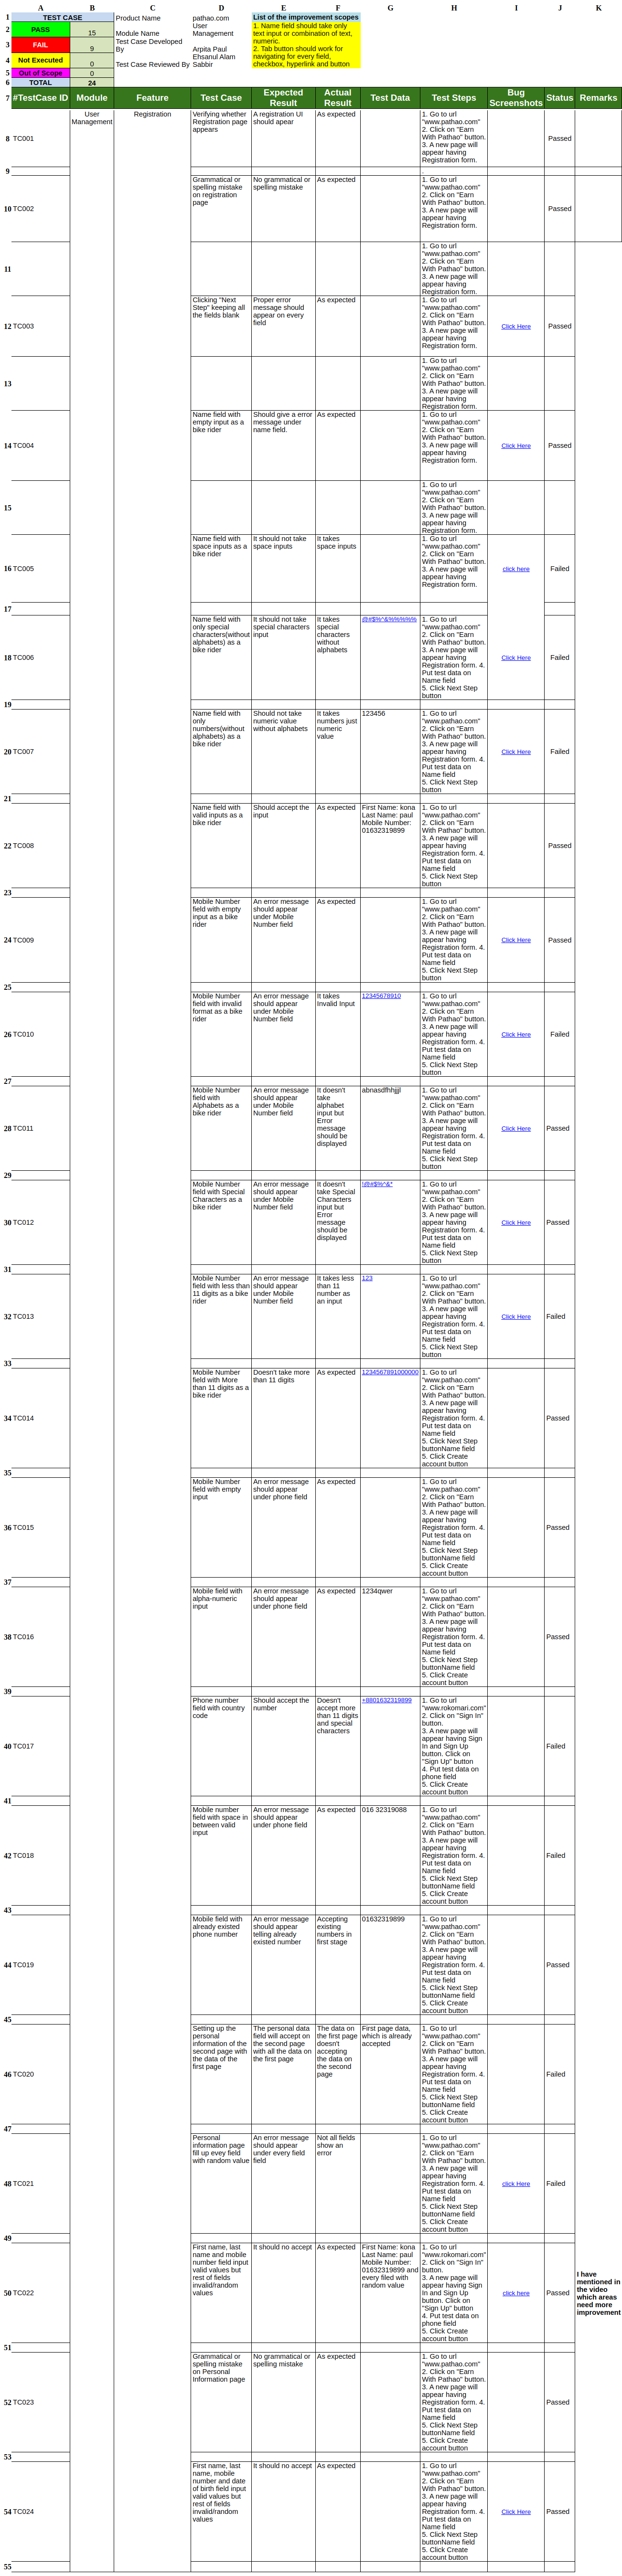 A B C D E F G H I J K
1 TEST CASE Product Name pathao.com List of the improvement scopes
2 PASS 15 Module Name User Management 1. Name field should take only text input or combination of text, numeric.
3 FAIL 9 Test Case Developed By Arpita Paul 2. Tab button should work for navigating for every field, checkbox, hyperlink and button
4 Not Executed 0 Test Case Reviewed By Ehsanul Alam Sabbir
5 Out of Scope 0
6 TOTAL 24
7 #TestCase ID Module Feature Test Case Expected Result Actual Result Test Data Test Steps Bug Screenshots Status Remarks
8 TC001 User Management Registration Verifying whether Registration page appears A registration UI should apear As expected 1. Go to url "www.pathao.com" 2. Click on "Earn With Pathao" button. 3. A new page will appear having Registration form. Passed
9 .
10 TC002 Grammatical or spelling mistake on registration page No grammatical or spelling mistake As expected 1. Go to url "www.pathao.com" 2. Click on "Earn With Pathao" button. 3. A new page will appear having Registration form. Passed
11 1. Go to url "www.pathao.com" 2. Click on "Earn With Pathao" button. 3. A new page will appear having Registration form.
12 TC003 Clicking "Next Step" keeping all the fields blank Proper error message should appear on every field As expected 1. Go to url "www.pathao.com" 2. Click on "Earn With Pathao" button. 3. A new page will appear having Registration form. Click Here Passed
13 1. Go to url "www.pathao.com" 2. Click on "Earn With Pathao" button. 3. A new page will appear having Registration form.
14 TC004 Name field with empty input as a bike rider Should give a error message under name field. As expected 1. Go to url "www.pathao.com" 2. Click on "Earn With Pathao" button. 3. A new page will appear having Registration form. Click Here Passed
15 1. Go to url "www.pathao.com" 2. Click on "Earn With Pathao" button. 3. A new page will appear having Registration form.
16 TC005 Name field with space inputs as a bike rider It should not take space inputs It takes space inputs 1. Go to url "www.pathao.com" 2. Click on "Earn With Pathao" button. 3. A new page will appear having Registration form. click here Failed
17
18 TC006 Name field with only special characters(without alphabets) as a bike rider It should not take special characters input It takes special characters without alphabets @#$%^&%%%%% 1. Go to url "www.pathao.com" 2. Click on "Earn With Pathao" button. 3. A new page will appear having Registration form. 4. Put test data on Name field 5. Click Next Step button Click Here Failed
19
20 TC007 Name field with only numbers(without alphabets) as a bike rider Should not take numeric value without alphabets It takes numbers just numeric value 123456 1. Go to url "www.pathao.com" 2. Click on "Earn With Pathao" button. 3. A new page will appear having Registration form. 4. Put test data on Name field 5. Click Next Step button Click Here Failed
21
22 TC008 Name field with valid inputs as a bike rider Should accept the input As expected First Name: kona Last Name: paul Mobile Number: 01632319899 1. Go to url "www.pathao.com" 2. Click on "Earn With Pathao" button. 3. A new page will appear having Registration form. 4. Put test data on Name field 5. Click Next Step button Passed
23
24 TC009 Mobile Number field with empty input as a bike rider An error message should appear under Mobile Number field As expected 1. Go to url "www.pathao.com" 2. Click on "Earn With Pathao" button. 3. A new page will appear having Registration form. 4. Put test data on Name field 5. Click Next Step button Click Here Passed
25
26 TC010 Mobile Number field with invalid format as a bike rider An error message should appear under Mobile Number field It takes Invalid Input 12345678910 1. Go to url "www.pathao.com" 2. Click on "Earn With Pathao" button. 3. A new page will appear having Registration form. 4. Put test data on Name field 5. Click Next Step button Click Here Failed
27
28 TC011 Mobile Number field with Alphabets as a bike rider An error message should appear under Mobile Number field It doesn't take alphabet input but Error message should be displayed abnasdfhhjjjl 1. Go to url "www.pathao.com" 2. Click on "Earn With Pathao" button. 3. A new page will appear having Registration form. 4. Put test data on Name field 5. Click Next Step button Click Here Passed
29
30 TC012 Mobile Number field with Special Characters as a bike rider An error message should appear under Mobile Number field It doesn't take Special Characters input but Error message should be displayed !@#$%^&* 1. Go to url "www.pathao.com" 2. Click on "Earn With Pathao" button. 3. A new page will appear having Registration form. 4. Put test data on Name field 5. Click Next Step button Click Here Passed
31
32 TC013 Mobile Number field with less than 11 digits as a bike rider An error message should appear under Mobile Number field It takes less than 11 number as an input 123 1. Go to url "www.pathao.com" 2. Click on "Earn With Pathao" button. 3. A new page will appear having Registration form. 4. Put test data on Name field 5. Click Next Step button Click Here Failed
33
34 TC014 Mobile Number field with More than 11 digits as a bike rider Doesn't take more than 11 digits As expected 1234567891000000 1. Go to url "www.pathao.com" 2. Click on "Earn With Pathao" button. 3. A new page will appear having Registration form. 4. Put test data on Name field 5. Click Next Step buttonName field 5. Click Create account button Passed
35
36 TC015 Mobile Number field with empty input An error message should appear under phone field As expected 1. Go to url "www.pathao.com" 2. Click on "Earn With Pathao" button. 3. A new page will appear having Registration form. 4. Put test data on Name field 5. Click Next Step buttonName field 5. Click Create account button Passed
37
38 TC016 Mobile field with alpha-numeric input An error message should appear under phone field As expected 1234qwer 1. Go to url "www.pathao.com" 2. Click on "Earn With Pathao" button. 3. A new page will appear having Registration form. 4. Put test data on Name field 5. Click Next Step buttonName field 5. Click Create account button Passed
39
40 TC017 Phone number field with country code Should accept the number Doesn't accept more than 11 digits and special characters +8801632319899 1. Go to url "www.rokomari.com" 2. Click on "Sign In" button. 3. A new page will appear having Sign In and Sign Up button. Click on "Sign Up" button 4. Put test data on phone field 5. Click Create account button Failed
41
42 TC018 Mobile number field with space in between valid input An error message should appear under phone field As expected 016 32319088 1. Go to url "www.pathao.com" 2. Click on "Earn With Pathao" button. 3. A new page will appear having Registration form. 4. Put test data on Name field 5. Click Next Step buttonName field 5. Click Create account button Failed
43
44 TC019 Mobile field with already existed phone number An error message should appear telling already existed number Accepting existing numbers in first stage 01632319899 1. Go to url "www.pathao.com" 2. Click on "Earn With Pathao" button. 3. A new page will appear having Registration form. 4. Put test data on Name field 5. Click Next Step buttonName field 5. Click Create account button Passed
45
46 TC020 Setting up the personal information of the second page with the data of the first page The personal data field will accept on the second page with all the data on the first page The data on the first page doesn't accepting the data on the second page First page data, which is already accepted 1. Go to url "www.pathao.com" 2. Click on "Earn With Pathao" button. 3. A new page will appear having Registration form. 4. Put test data on Name field 5. Click Next Step buttonName field 5. Click Create account button Failed
47
48 TC021 Personal information page fill up evey field with random value An error message should appear under every field field Not all fields show an error 1. Go to url "www.pathao.com" 2. Click on "Earn With Pathao" button. 3. A new page will appear having Registration form. 4. Put test data on Name field 5. Click Next Step buttonName field 5. Click Create account button click Here Failed
49
50 TC022 First name, last name and mobile number field input valid values but rest of fields invalid/random values It should no accept As expected First Name: kona Last Name: paul Mobile Number: 01632319899 and every filed with random value 1. Go to url "www.rokomari.com" 2. Click on "Sign In" button. 3. A new page will appear having Sign In and Sign Up button. Click on "Sign Up" button 4. Put test data on phone field 5. Click Create account button click here Passed I have mentioned in the video which areas need more improvement
51
52 TC023 Grammatical or spelling mistake on Personal Information page No grammatical or spelling mistake As expected 1. Go to url "www.pathao.com" 2. Click on "Earn With Pathao" button. 3. A new page will appear having Registration form. 4. Put test data on Name field 5. Click Next Step buttonName field 5. Click Create account button Passed
53
54 TC024 First name, last name, mobile number and date of birth field input valid values but rest of fields invalid/random values It should no accept As expected 1. Go to url "www.pathao.com" 2. Click on "Earn With Pathao" button. 3. A new page will appear having Registration form. 4. Put test data on Name field 5. Click Next Step buttonName field 5. Click Create account button Click Here Passed
55